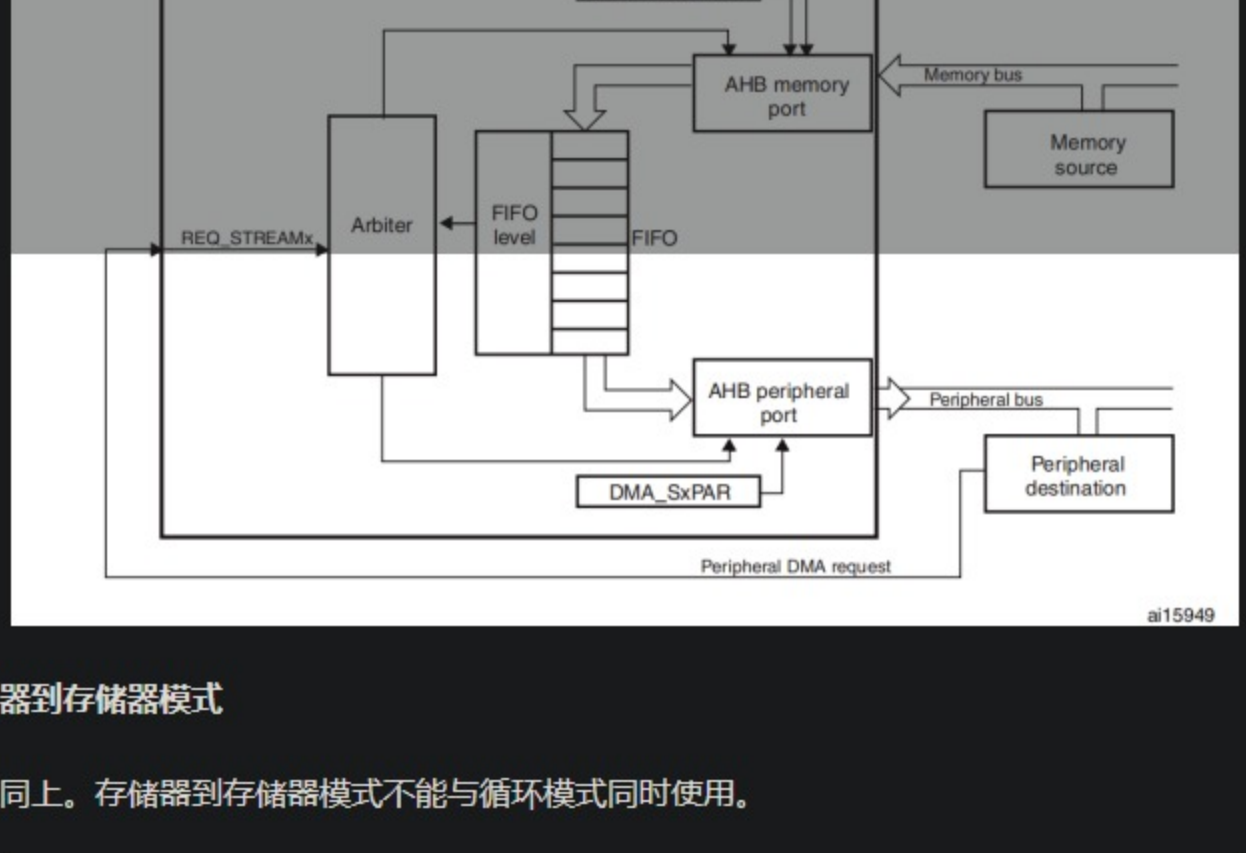 AHB memory
port
Memory bus
Memory
source
Arbiter
FIFO
level
FIFO
REQ_STREAMx
AHB peripheral
port
Peripheral bus
Peripheral
destination
DMA_SxPAR
Peripheral DMA request
ai15949
器到存储器模式
同上。存储器到存储器模式不能与循环模式同时使用。